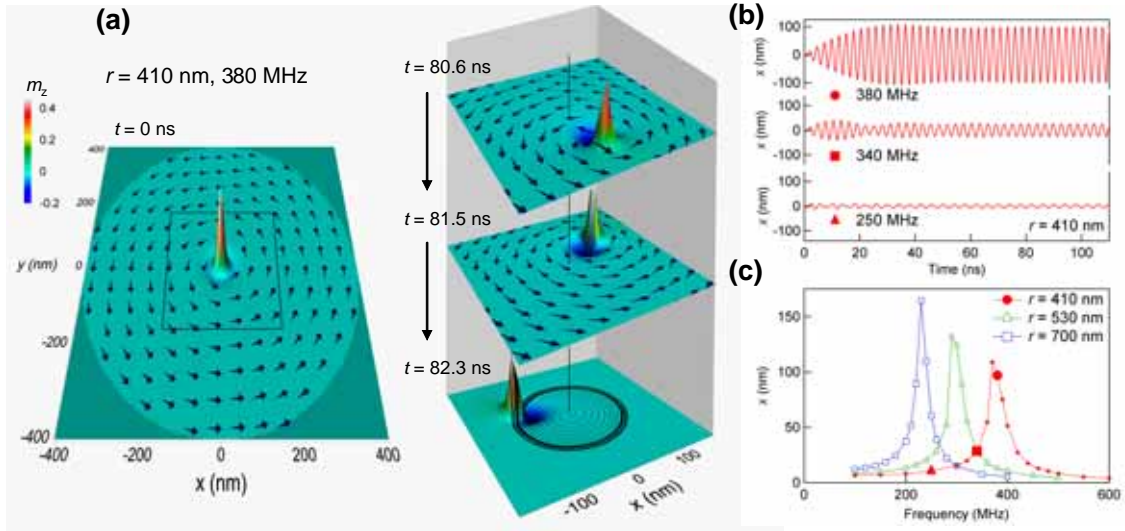 (a)
r = 410 nm, 380 MHz
m_z
0.4
0.2
0
-0.2
t = 0 ns
400
200
y (nm) 0
-200
-400
-400 -200 0 200 400
x (nm)
t = 80.6 ns
t = 81.5 ns
t = 82.3 ns
-100 0 100
x (nm)
(b)
x (nm)
100
0
-100
380 MHz
x (nm)
100
0
-100
340 MHz
x (nm)
100
0
-100
250 MHz
r = 410 nm
0 20 40 60 80 100
Time (ns)
(c)
x (nm)
150
100
50
0
r = 410 nm
r = 530 nm
r = 700 nm
0 200 400 600
Frequency (MHz)